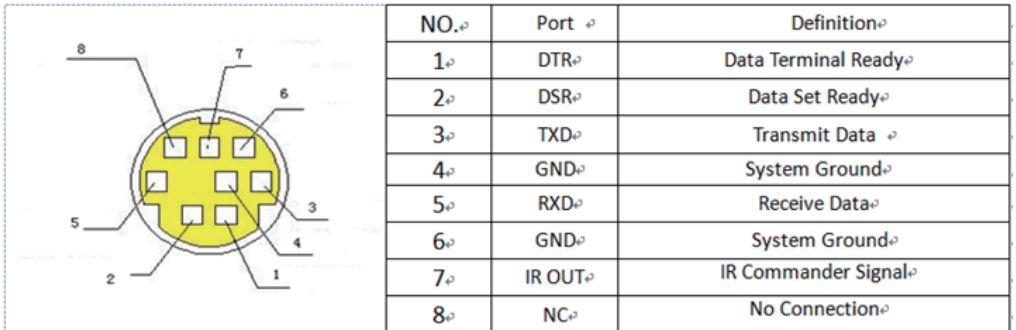 8
7
6
5
3
4
2
1
NO. Port Definition
1 DTR Data Terminal Ready
2 DSR Data Set Ready
3 TXD Transmit Data
4 GND System Ground
5 RXD Receive Data
6 GND System Ground
7 IR OUT IR Commander Signal
8 NC No Connection